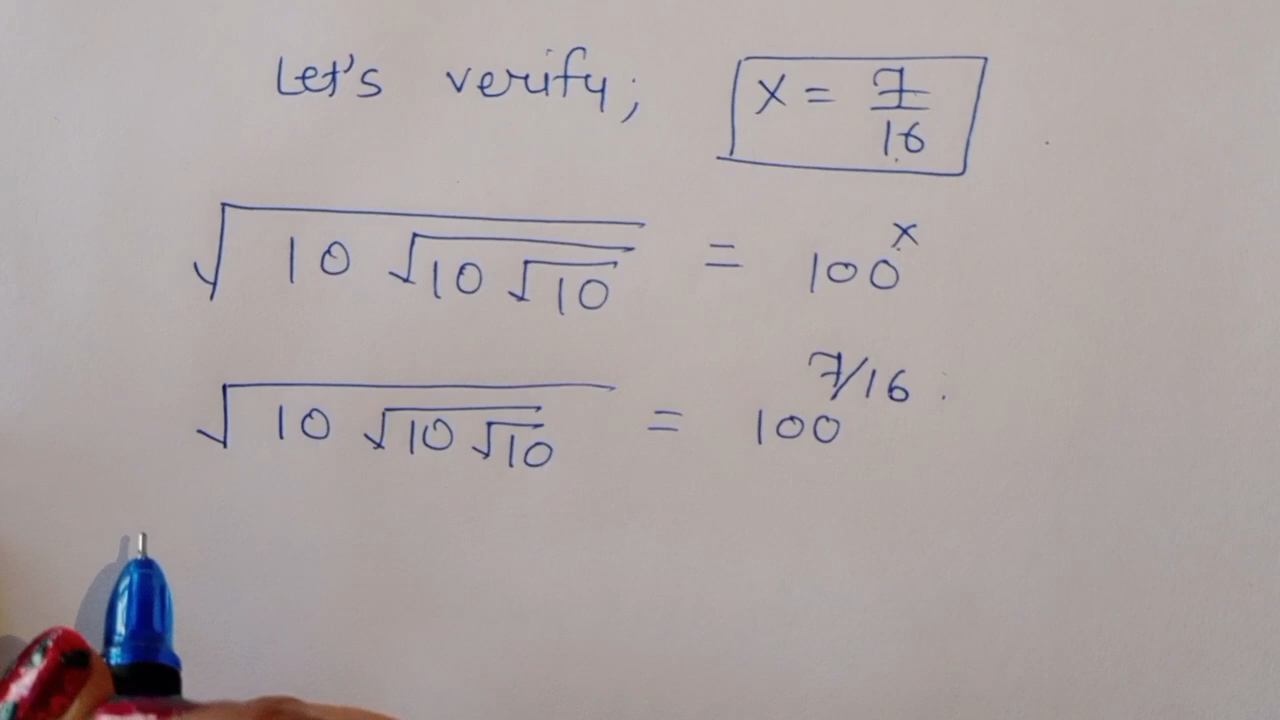 Let's verify; x = 7/16
√(10 √(10 √10)) = 100^x
√(10 √(10 √10)) = 100^(7/16)